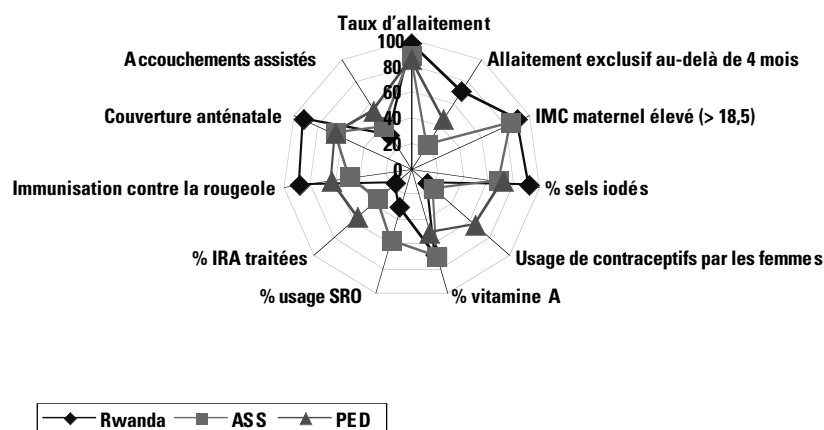 Taux d'allaitement
100
Accouchements assistés
Allaitement exclusif au-delà de 4 mois
80
60
Couverture anténatale
IMC maternel élevé (> 18,5)
40
20
Immunisation contre la rougeole
0
% sels iodés
% IRA traitées
Usage de contraceptifs par les femmes
% usage SRO
% vitamine A
Rwanda ASS PED